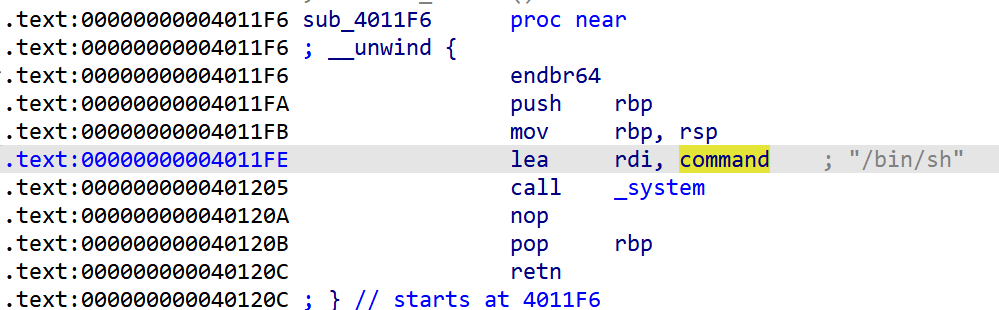 .text:00000000004011F6 sub_4011F6 proc near
.text:00000000004011F6 ; __unwind {
.text:00000000004011F6 endbr64
.text:00000000004011FA push rbp
.text:00000000004011FB mov rbp, rsp
.text:00000000004011FE lea rdi, command ; "/bin/sh"
.text:0000000000401205 call _system
.text:000000000040120A nop
.text:000000000040120B pop rbp
.text:000000000040120C retn
.text:000000000040120C ; } // starts at 4011F6